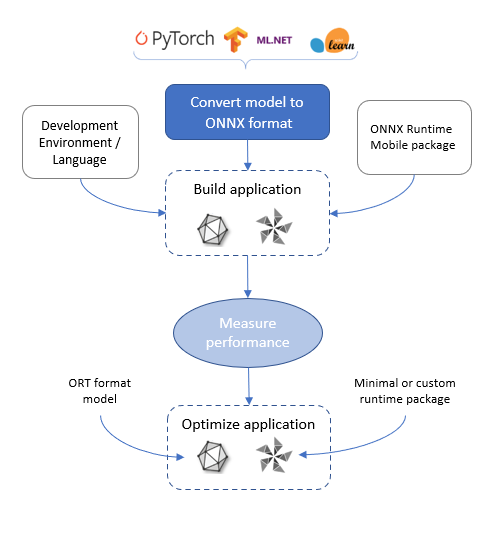 PyTorch
ML.NET
learn
Convert model to
ONNX format
Development
Environment /
Language
ONNX Runtime
Mobile package
Build application
Measure
performance
ORT format
model
Minimal or custom
runtime package
Optimize application